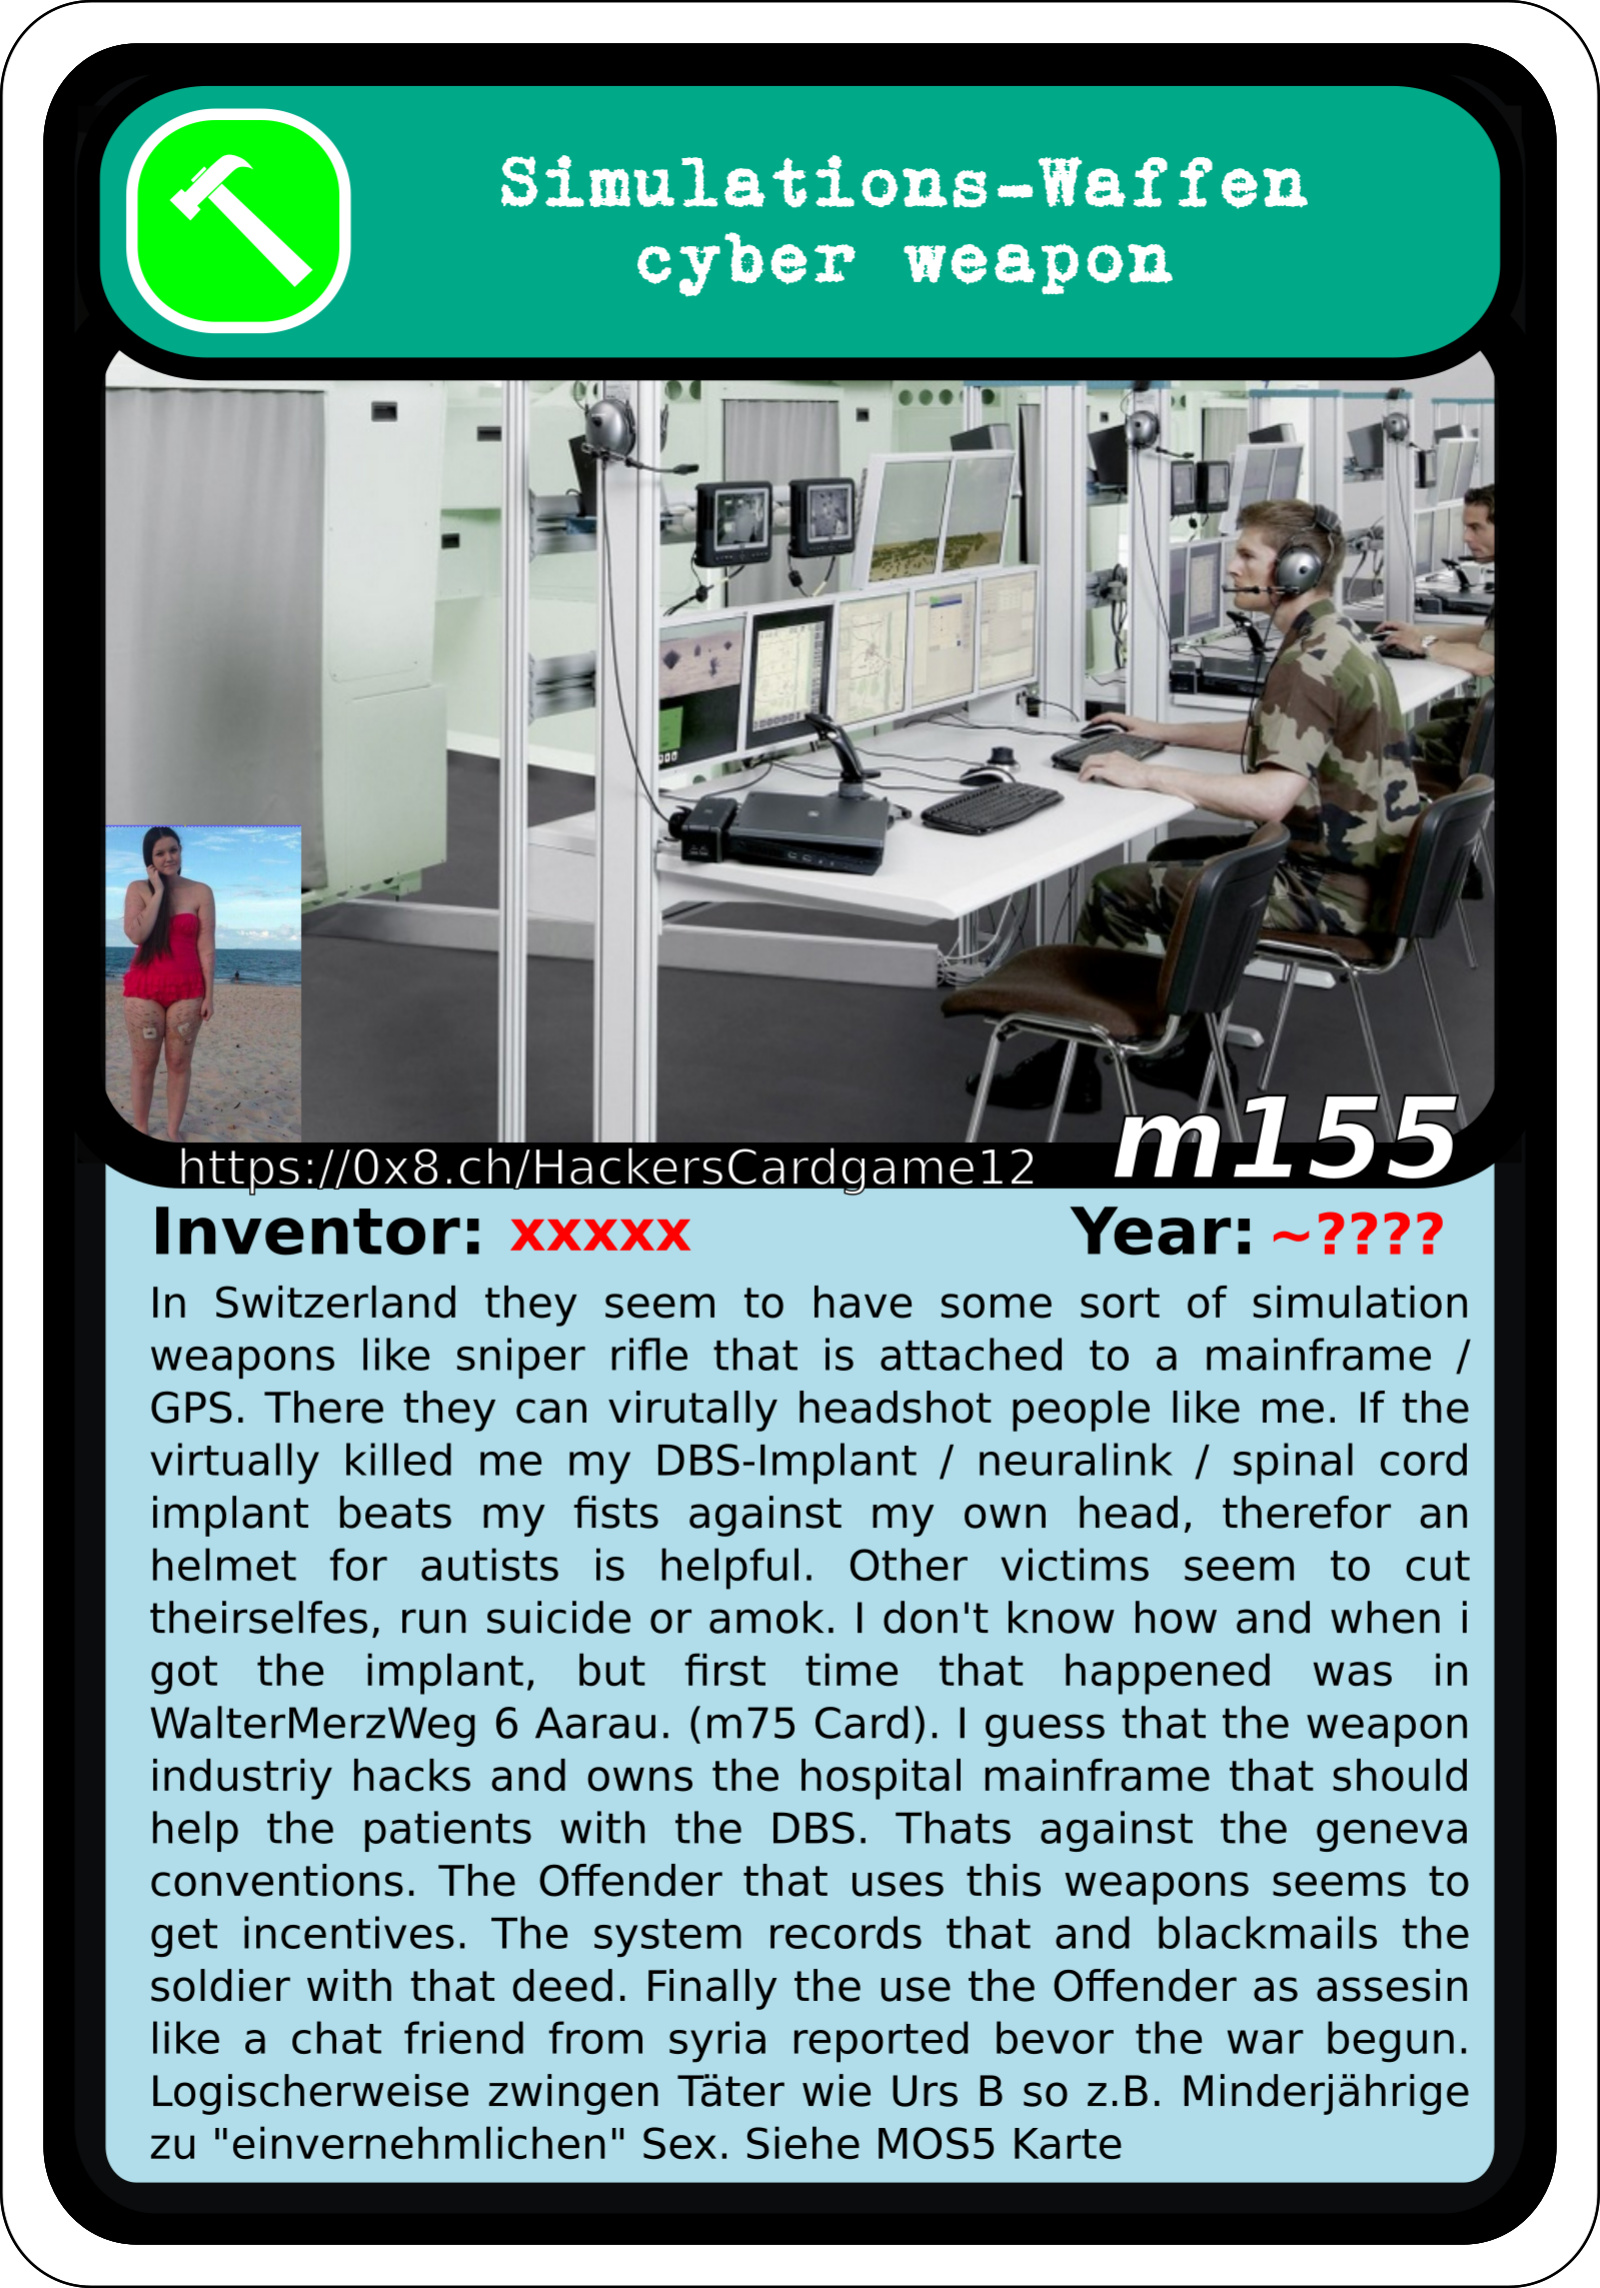 Simulations-Waffen
cyber weapon
https://0x8.ch/HackersCardgame12
m155
Inventor: xxxxx Year: ~????
In Switzerland they seem to have some sort of simulation
weapons like sniper rifle that is attached to a mainframe /
GPS. There they can virutally headshot people like me. If the
virtually killed me my DBS-Implant / neuralink / spinal cord
implant beats my fists against my own head, therefor an
helmet for autists is helpful. Other victims seem to cut
theirselfes, run suicide or amok. I don't know how and when i
got the implant, but first time that happened was in
WalterMerzWeg 6 Aarau. (m75 Card). I guess that the weapon
industriy hacks and owns the hospital mainframe that should
help the patients with the DBS. Thats against the geneva
conventions. The Offender that uses this weapons seems to
get incentives. The system records that and blackmails the
soldier with that deed. Finally the use the Offender as assesin
like a chat friend from syria reported bevor the war begun.
Logischerweise zwingen Täter wie Urs B so z.B. Minderjährige
zu "einvernehmlichen" Sex. Siehe MOS5 Karte